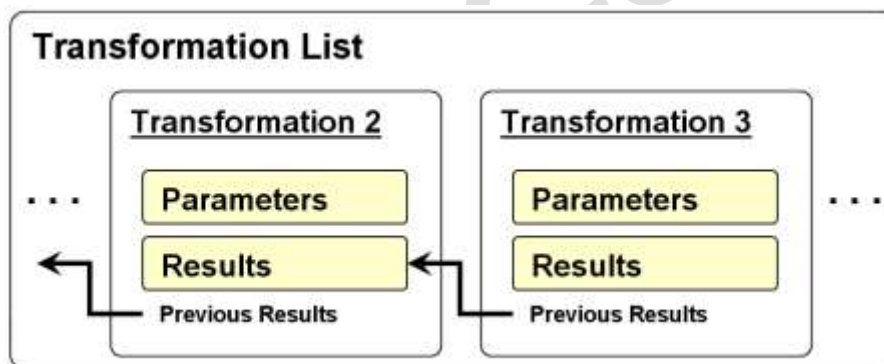 Transformation List
Transformation 2
Parameters
Results
Previous Results
Transformation 3
Parameters
Results
Previous Results
. . .
. . .